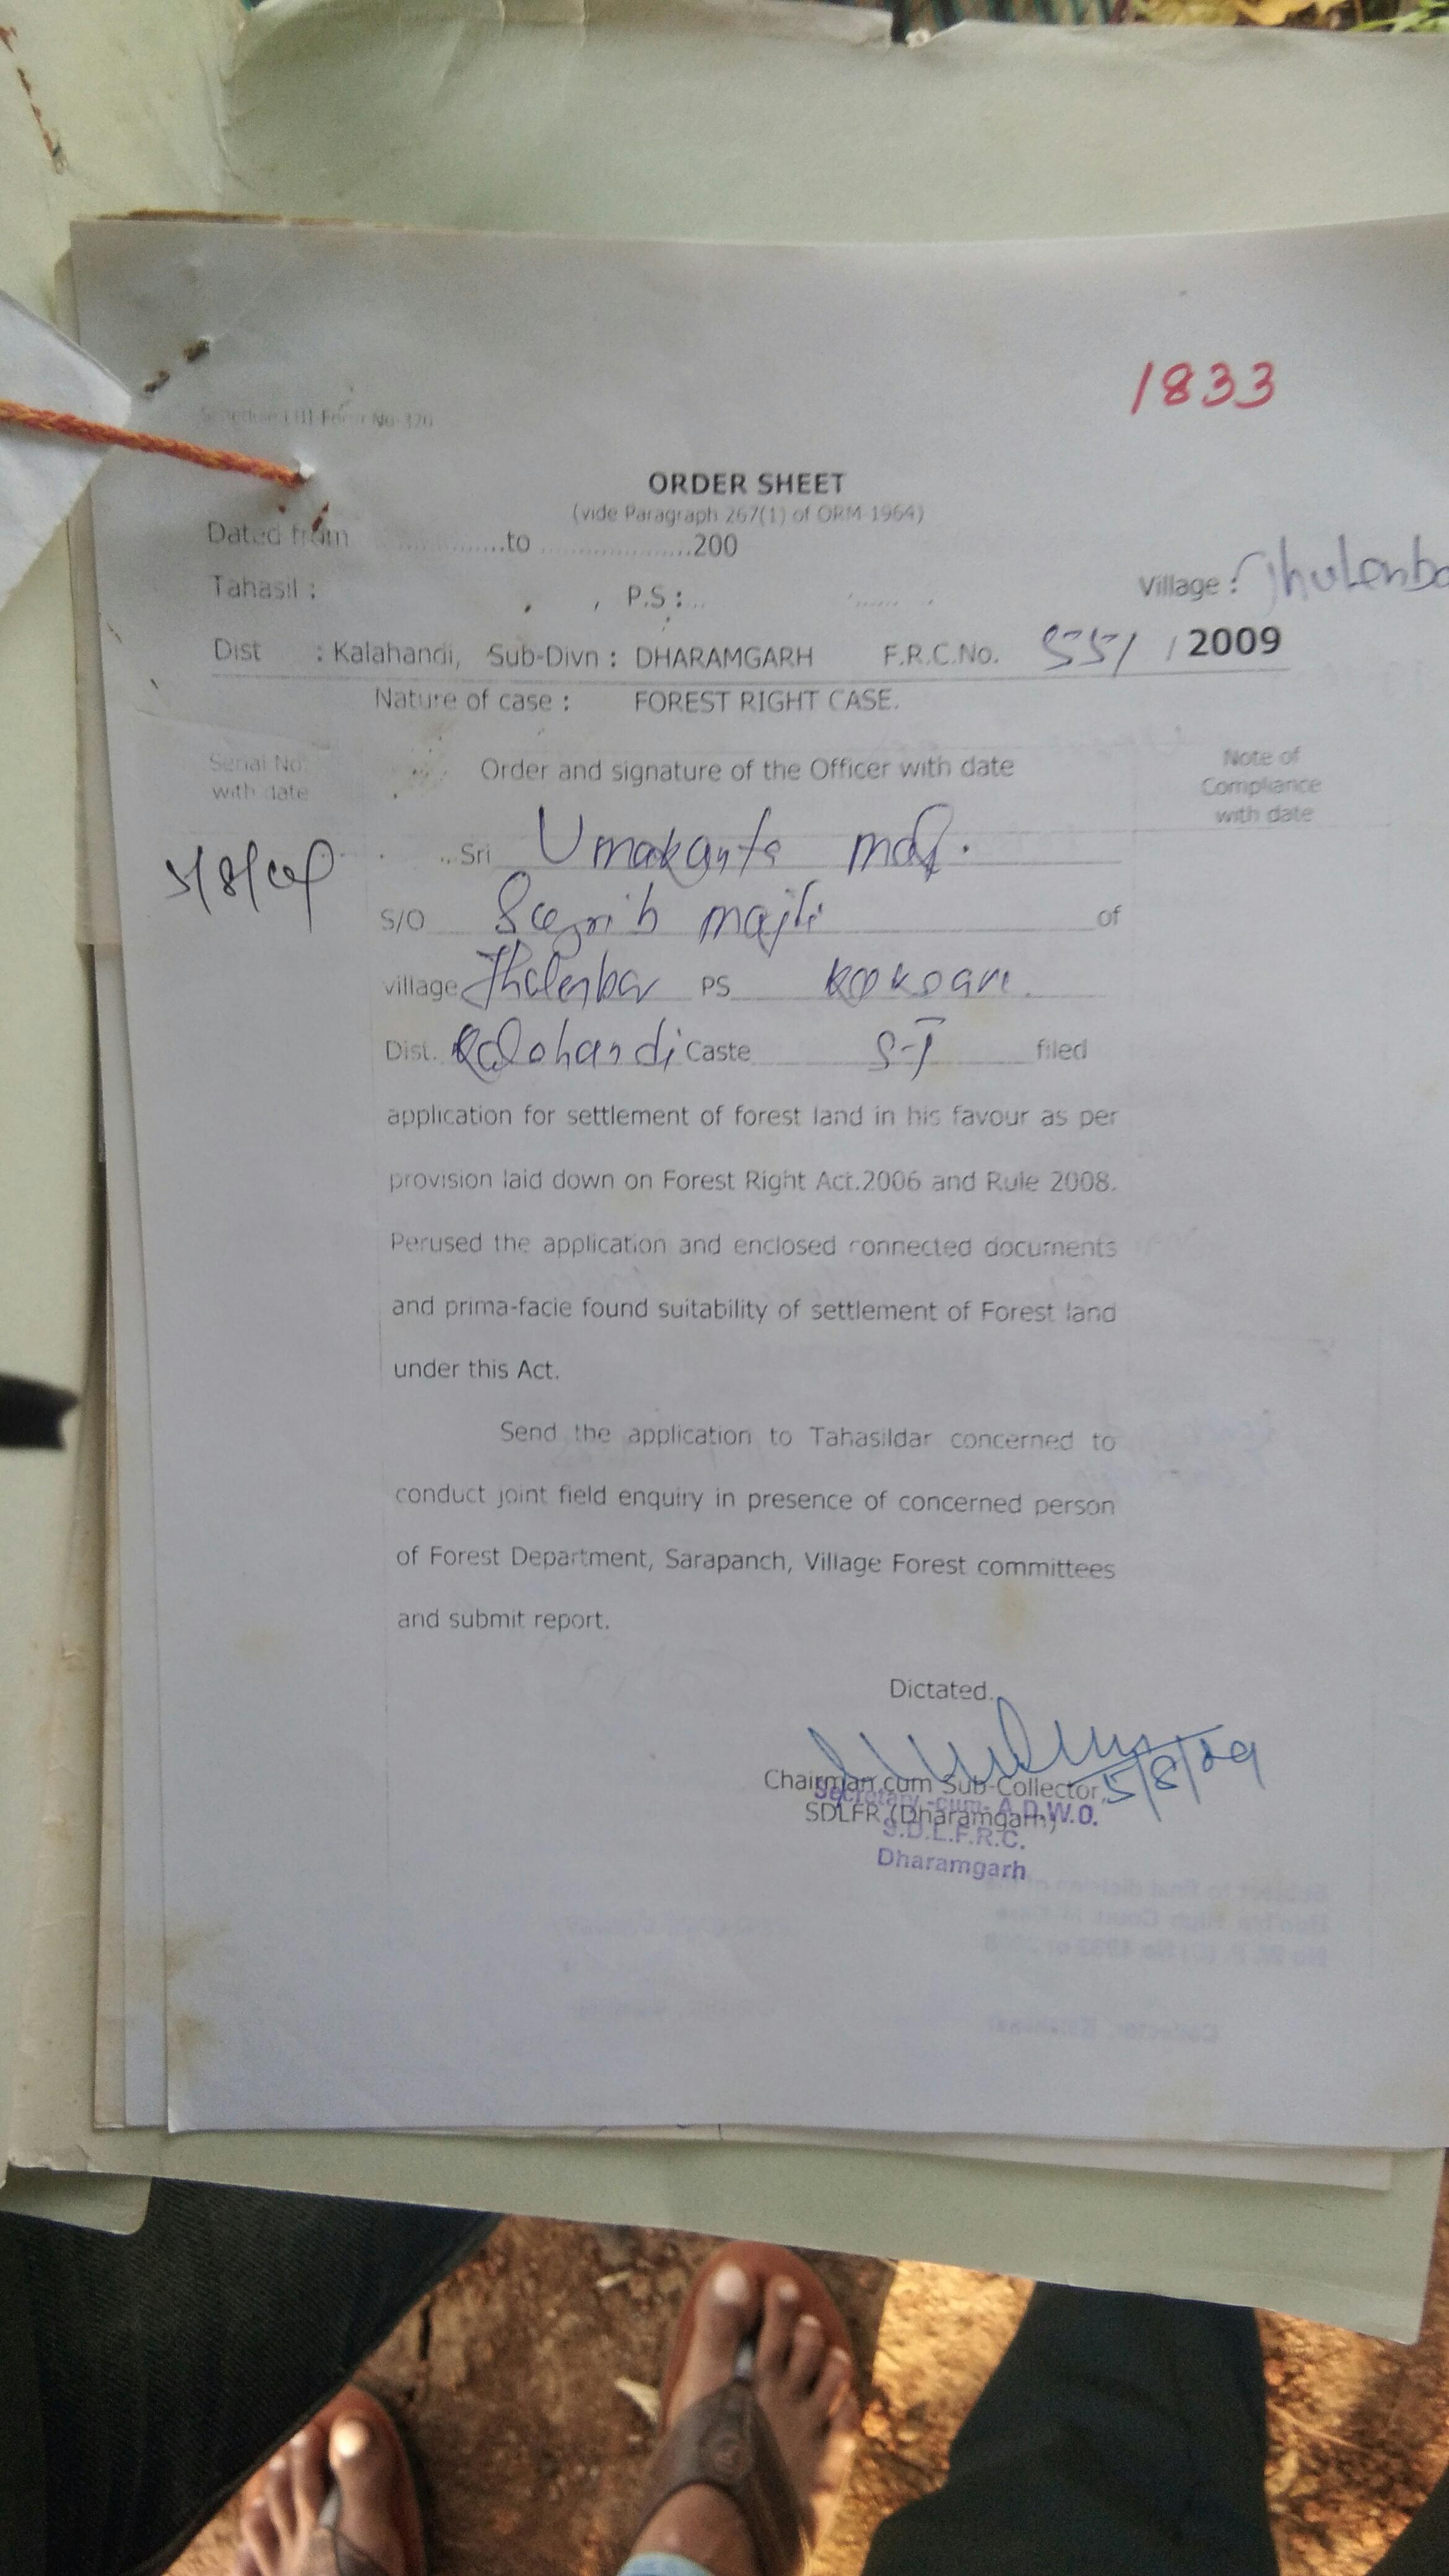 1833
Form No-320
ORDER SHEET
(vide Paragraph 267(1) of ORM-1964)
Dated from ..............to ......................200
Tahasil : , , P.S :...
Village :
Dist : Kalahandi, Sub-Divn : DHARAMGARH F.R.C.No. 551 / 2009
Nature of case : FOREST RIGHT CASE.
Serial No with date
Order and signature of the Officer with date
Note of Compliance with date
5/8/09
Sri Umakanta
S/O majhi of
village PS Koksara
Dist. Kalahandi Caste ST filed
application for settlement of forest land in his favour as per
provision laid down on Forest Right Act.2006 and Rule 2008.
Perused the application and enclosed connected documents
and prima-facie found suitability of settlement of Forest land
under this Act.
Send the application to Tahasildar concerned to
conduct joint field enquiry in presence of concerned person
of Forest Department, Sarapanch, Village Forest committees
and submit report.
Dictated.
5/8/09
Chairman cum Sub-Collector,
SDLFR (Dharamgarh)
Secretary -cum- A.D.W.O.
S.D.L.F.R.C.
Dharamgarh